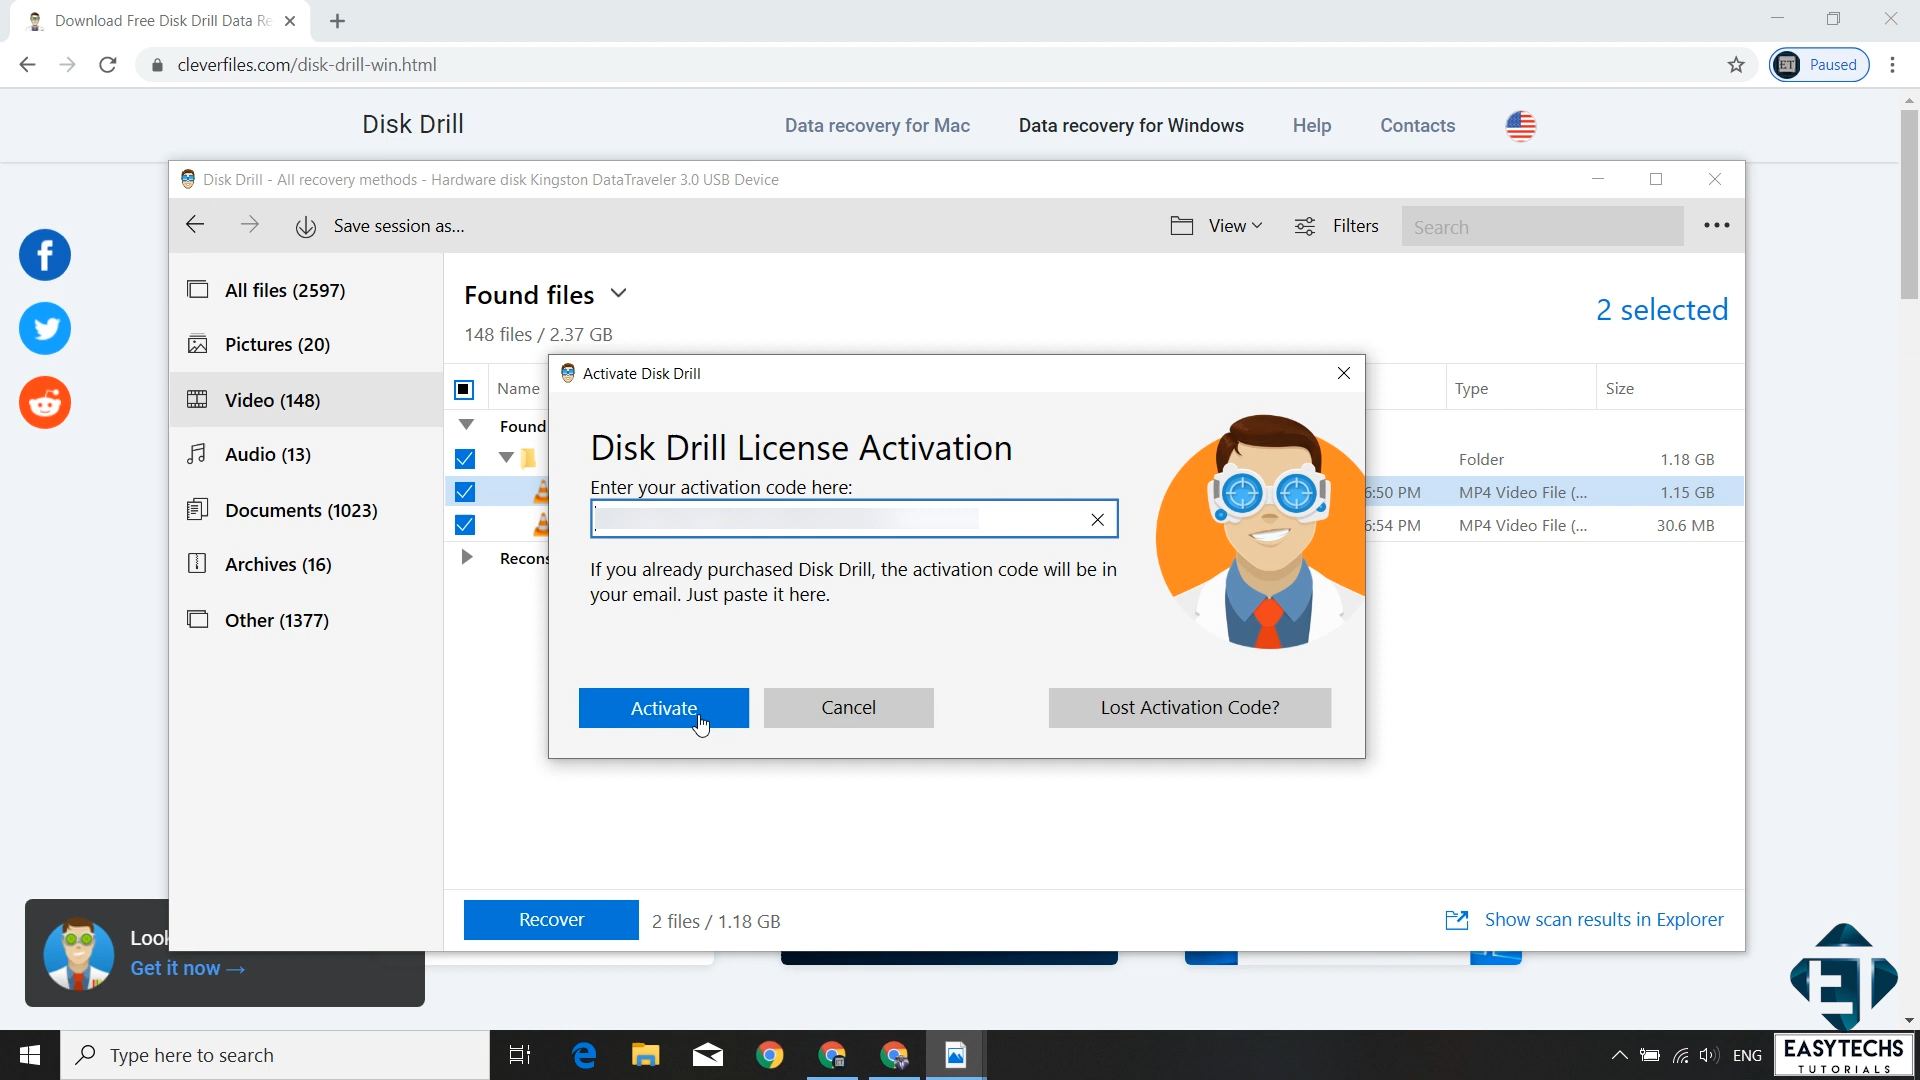 Download Free Disk Drill Data Re
cleverfiles.com/disk-drill-win.html
ET Paused
Disk Drill
Data recovery for Mac
Data recovery for Windows
Help
Contacts
Disk Drill - All recovery methods - Hardware disk Kingston DataTraveler 3.0 USB Device
Save session as...
View
Filters
Search
All files (2597)
Pictures (20)
Video (148)
Audio (13)
Documents (1023)
Archives (16)
Other (1377)
Found files
148 files / 2.37 GB
2 selected
Name
Type
Size
Found
Folder
1.18 GB
6:50 PM
MP4 Video File (...
1.15 GB
6:54 PM
MP4 Video File (...
30.6 MB
Recons
Activate Disk Drill
Disk Drill License Activation
Enter your activation code here:
If you already purchased Disk Drill, the activation code will be in
your email. Just paste it here.
Activate
Cancel
Lost Activation Code?
Recover
2 files / 1.18 GB
Show scan results in Explorer
Look
Get it now →
Type here to search
ENG
ET
EASYTECHS
TUTORIALS